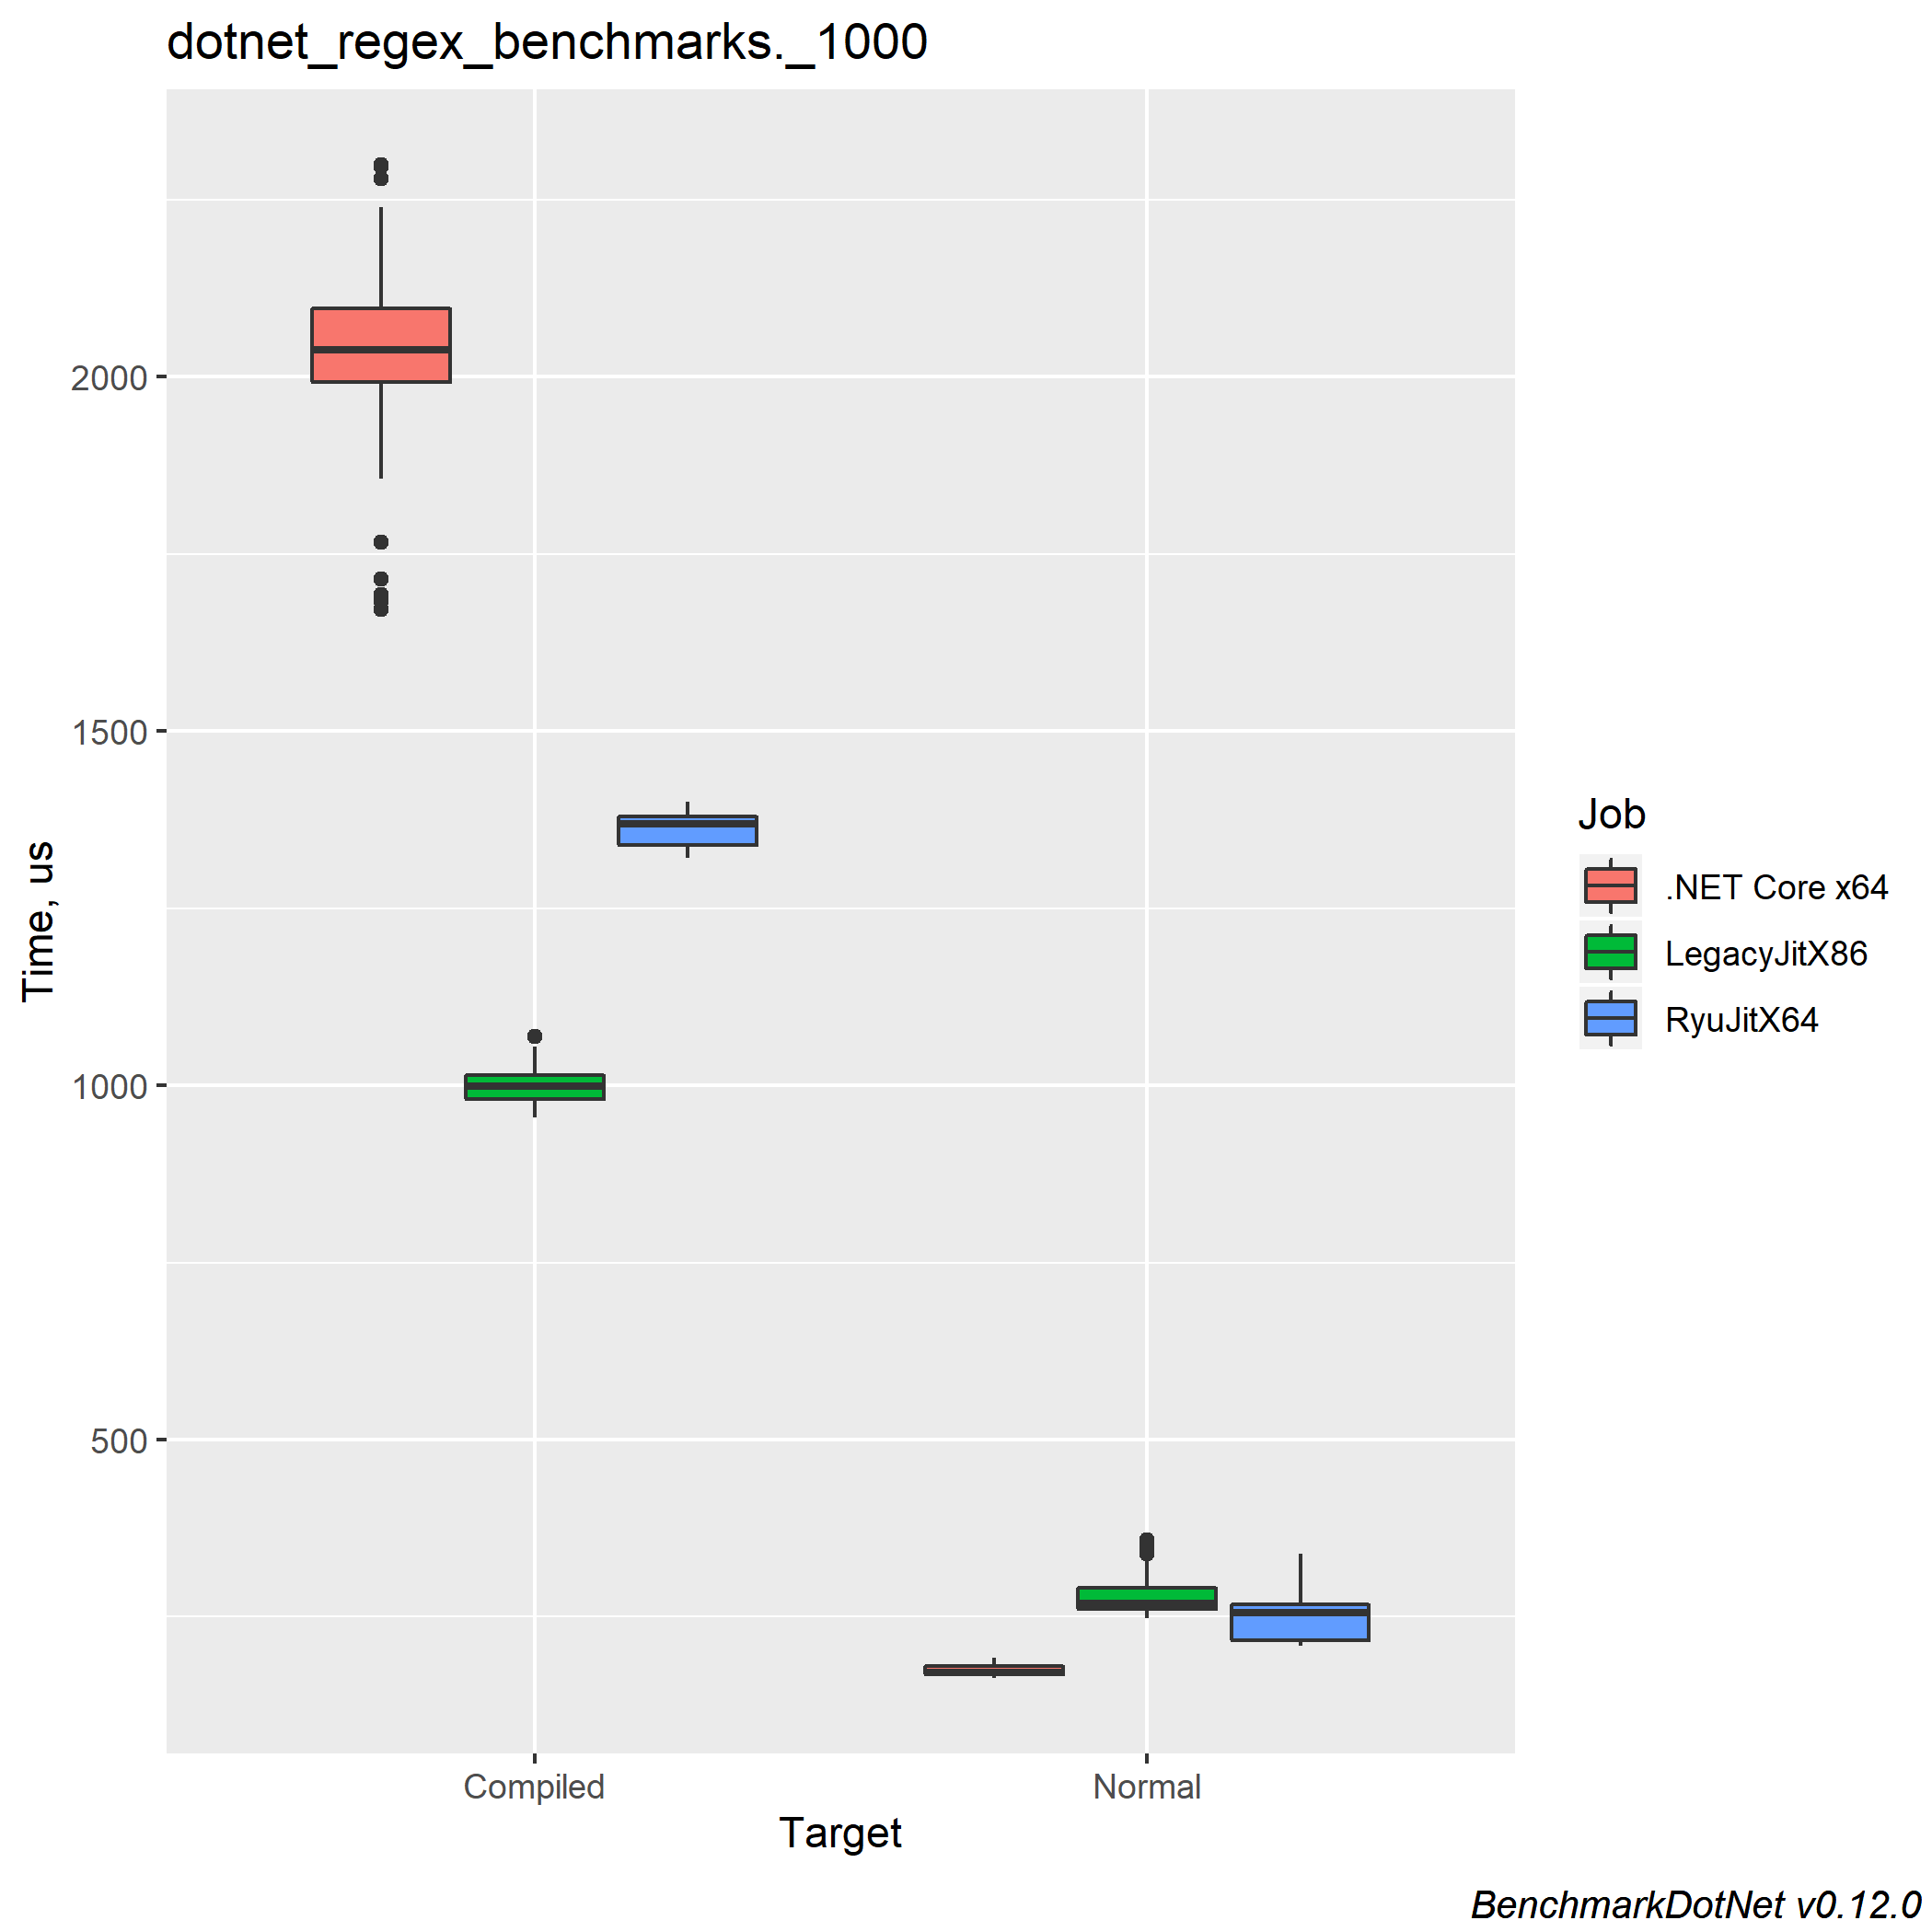 dotnet_regex_benchmarks._1000
Time, us
2000
1500
1000
500
Compiled
Normal
Target
Job
.NET Core x64
LegacyJitX86
RyuJitX64
BenchmarkDotNet v0.12.0